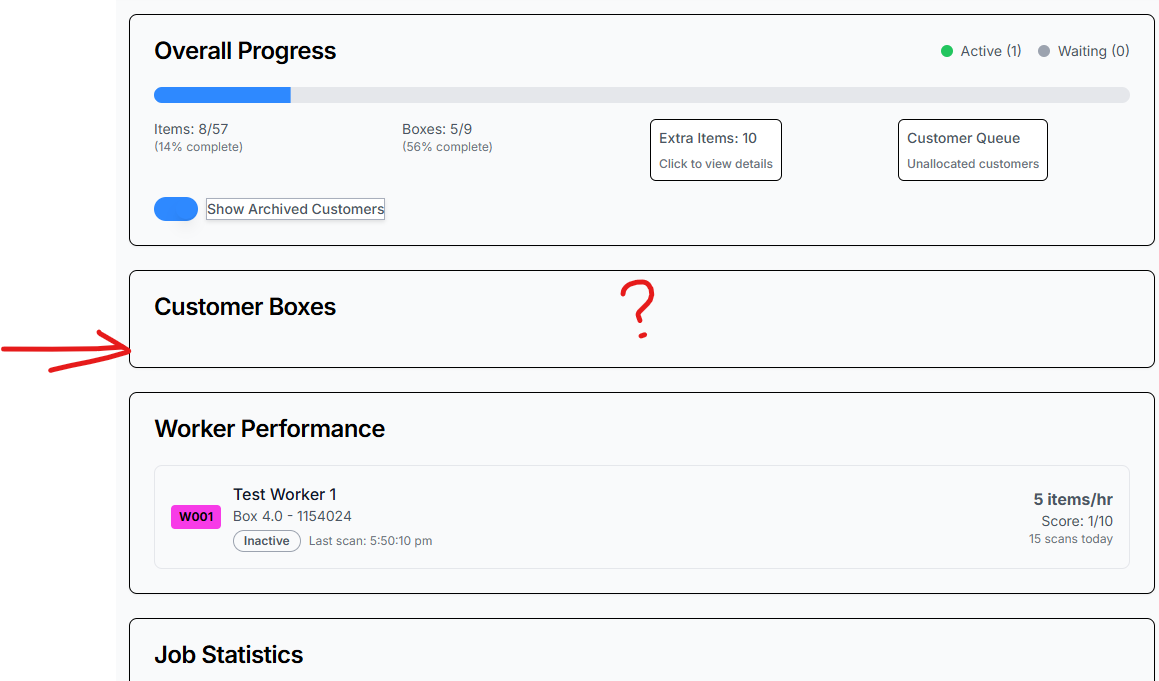 Overall Progress
Active (1)
Waiting (0)
Items: 8/57
(14% complete)
Boxes: 5/9
(56% complete)
Extra Items: 10
Click to view details
Customer Queue
Unallocated customers
Show Archived Customers
Customer Boxes
?
Worker Performance
W001
Test Worker 1
Box 4.0 - 1154024
Inactive
Last scan: 5:50:10 pm
5 items/hr
Score: 1/10
15 scans today
Job Statistics